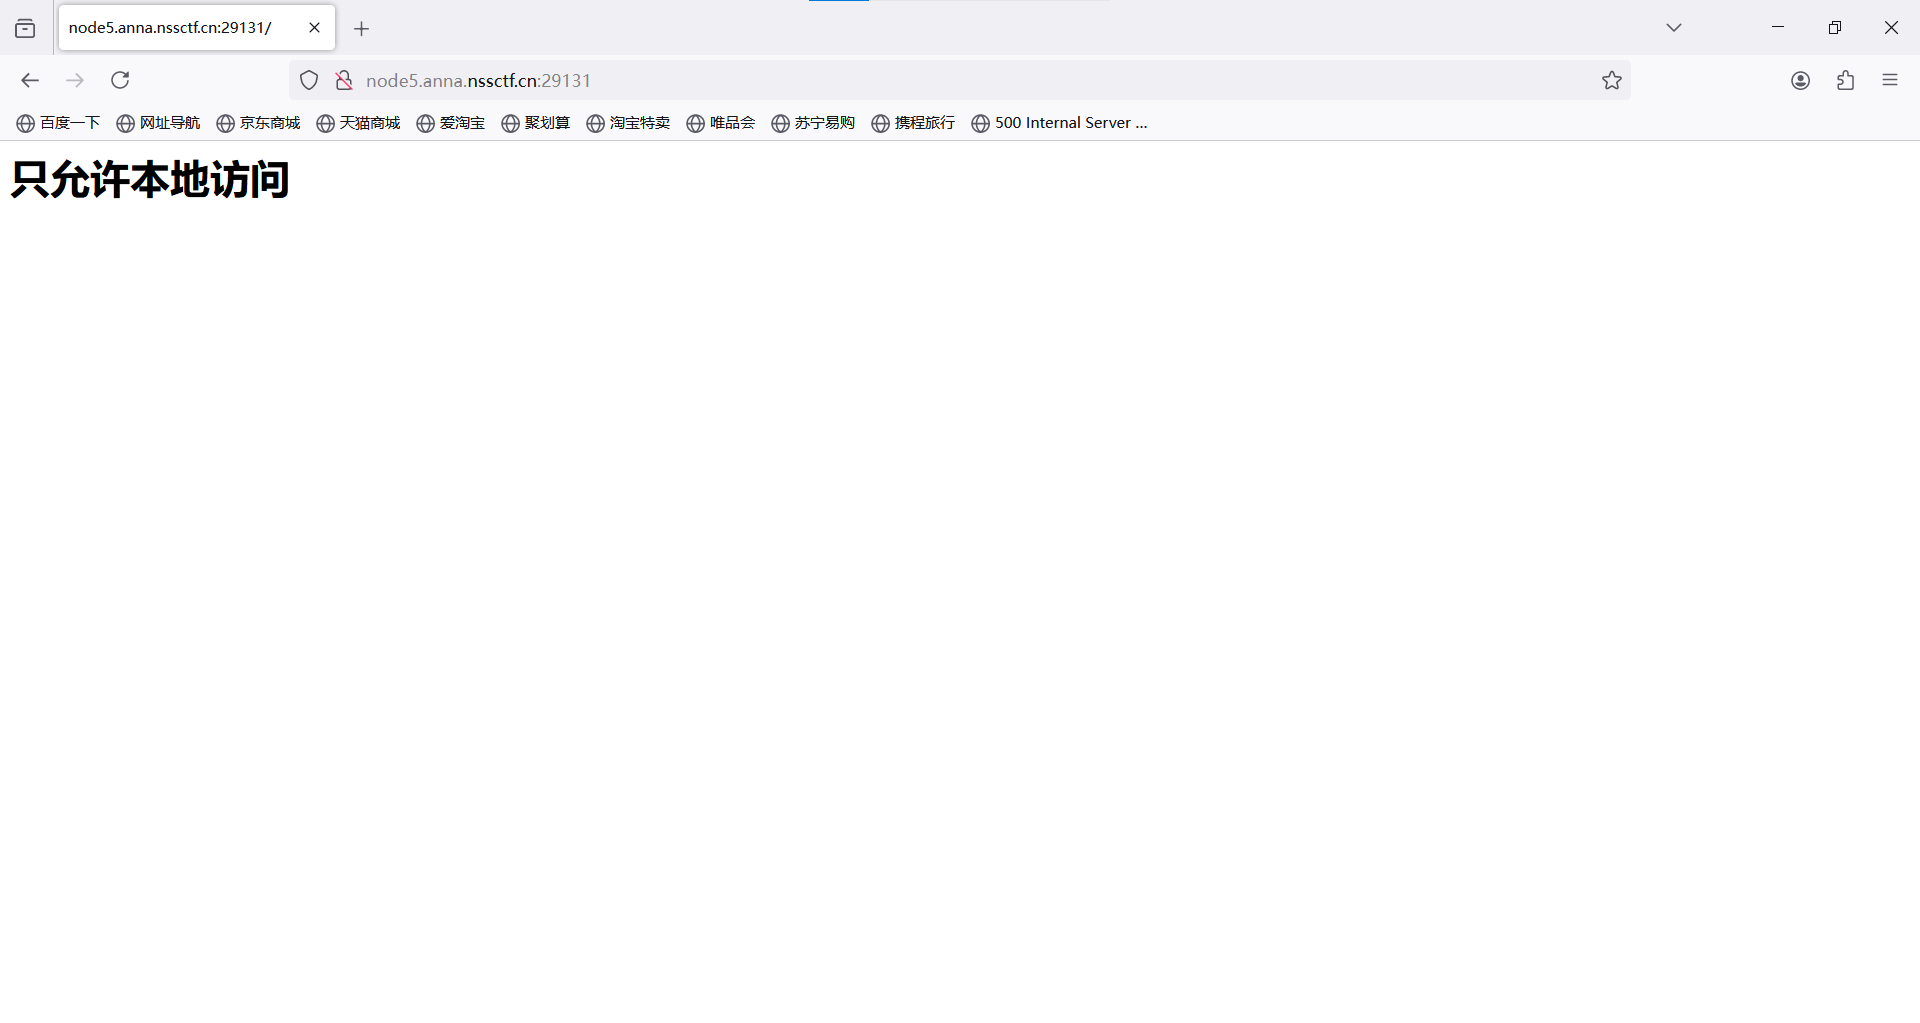 node5.anna.nssctf.cn:29131/
node5.anna.nssctf.cn:29131
百度一下 网址导航 京东商城 天猫商城 爱淘宝 聚划算 淘宝特卖 唯品会 苏宁易购 携程旅行 500 Internal Server ...
只允许本地访问